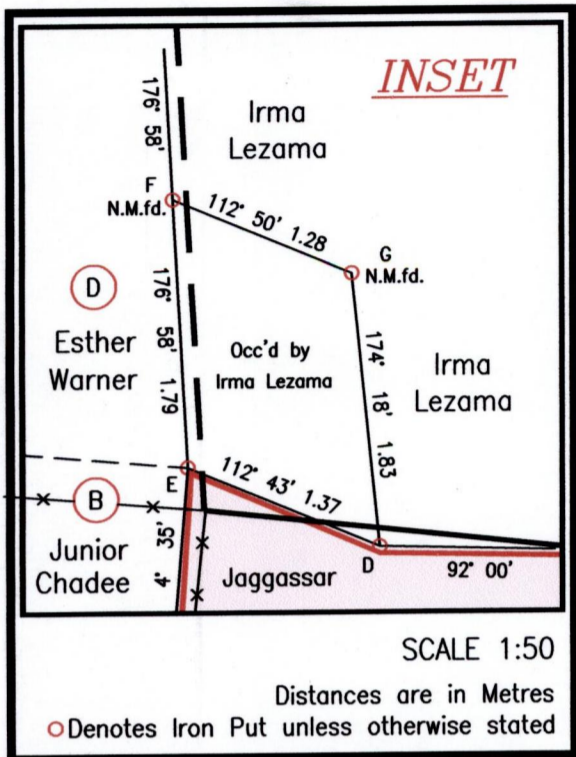 INSET
176° 58'
Irma
Lezama
F
N.M.fd.
112° 50' 1.28
G
N.M.fd.
D
Esther
Warner
176° 58' 1.79
Occ'd by
Irma Lezama
174° 18' 1.83
Irma
Lezama
E
112° 43' 1.37
B
Junior
Chadee
4° 35'
Jaggassar
D
92° 00'
SCALE 1:50
Distances are in Metres
Denotes Iron Put unless otherwise stated